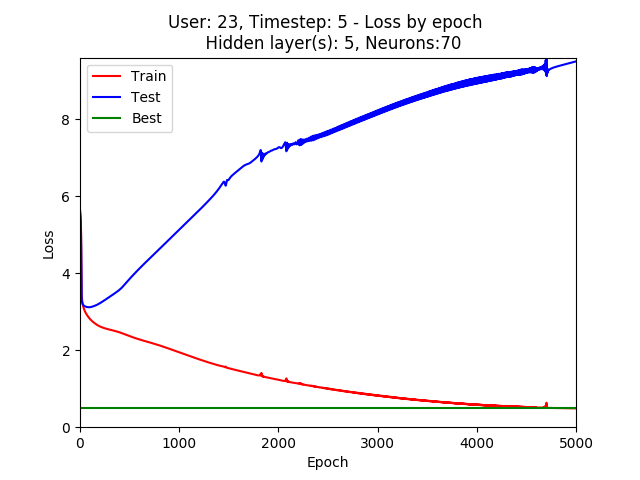 User: 23, Timestep: 5 - Loss by epoch
Hidden layer(s): 5, Neurons:70
Train
Test
Best
8
6
4
2
0
Loss
0 1000 2000 3000 4000 5000
Epoch